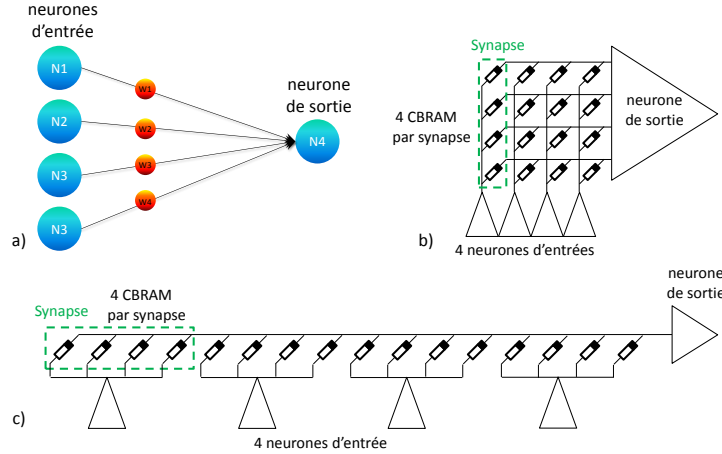 neurones
d'entrée
N1
N2
N3
N3
W1
W2
W3
W4
neurone
de sortie
N4
a)
Synapse
4 CBRAM
par synapse
neurone
de sortie
b)
4 neurones d'entrées
Synapse
4 CBRAM
par synapse
neurone
de sortie
c)
4 neurones d'entrée